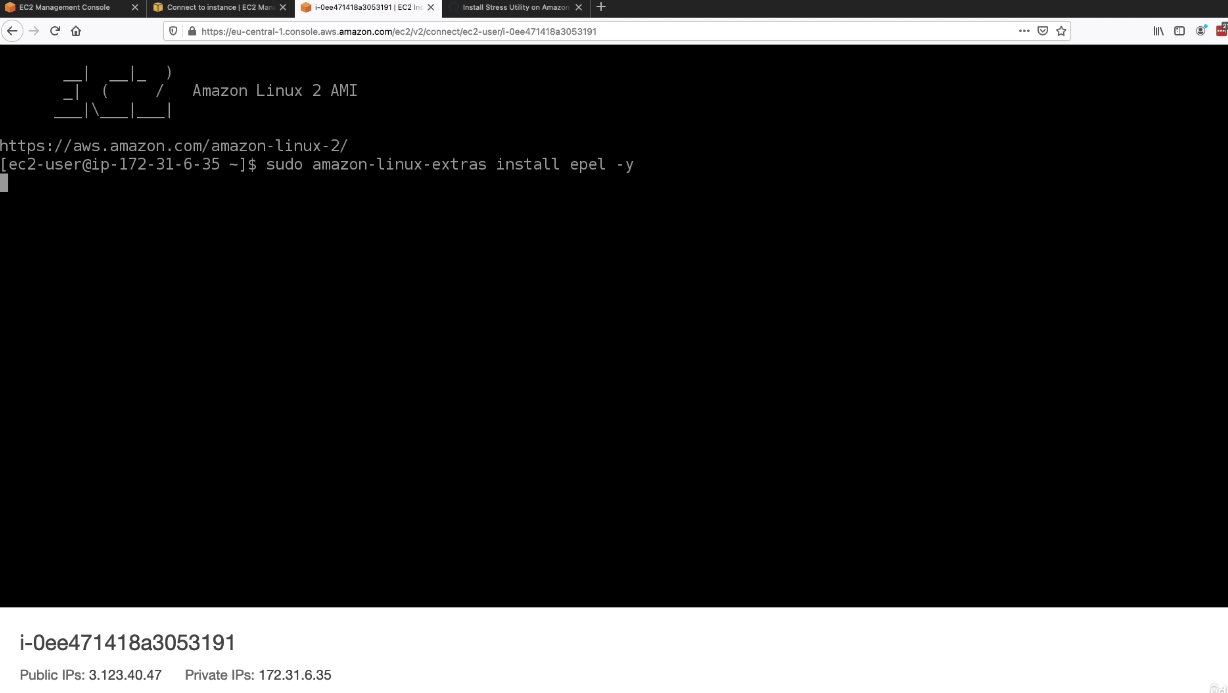 EC2 Management Console
Connect to instance | EC2 Man
i-0ee471418a3053191 | EC2 Ins
Install Stress Utility on Amazon
https://eu-central-1.console.aws.amazon.com/ec2/v2/connect/ec2-user/i-0ee471418a3053191
__| __|_ )
_| ( / Amazon Linux 2 AMI
___|\___|___|
https://aws.amazon.com/amazon-linux-2/
[ec2-user@ip-172-31-6-35 ~]$ sudo amazon-linux-extras install epel -y
i-0ee471418a3053191
Public IPs: 3.123.40.47 Private IPs: 172.31.6.35